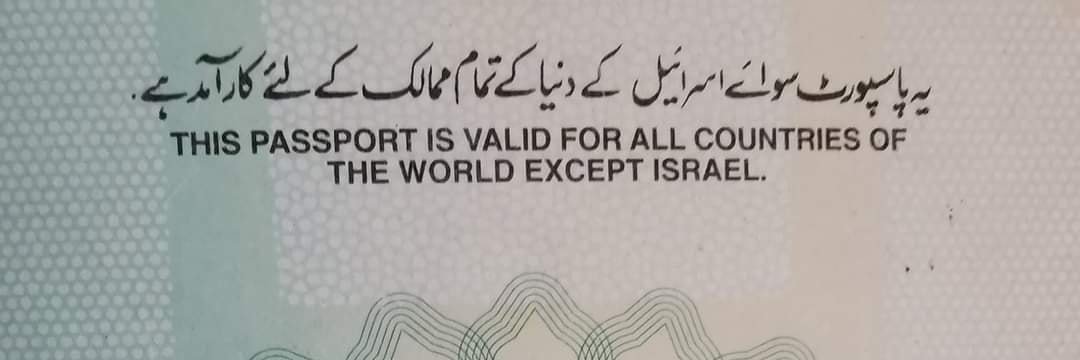 یہ پاسپورٹ سوائے اسرائیل کے دنیا کے تمام ممالک کے لئے کارآمد ہے.
THIS PASSPORT IS VALID FOR ALL COUNTRIES OF
THE WORLD EXCEPT ISRAEL.